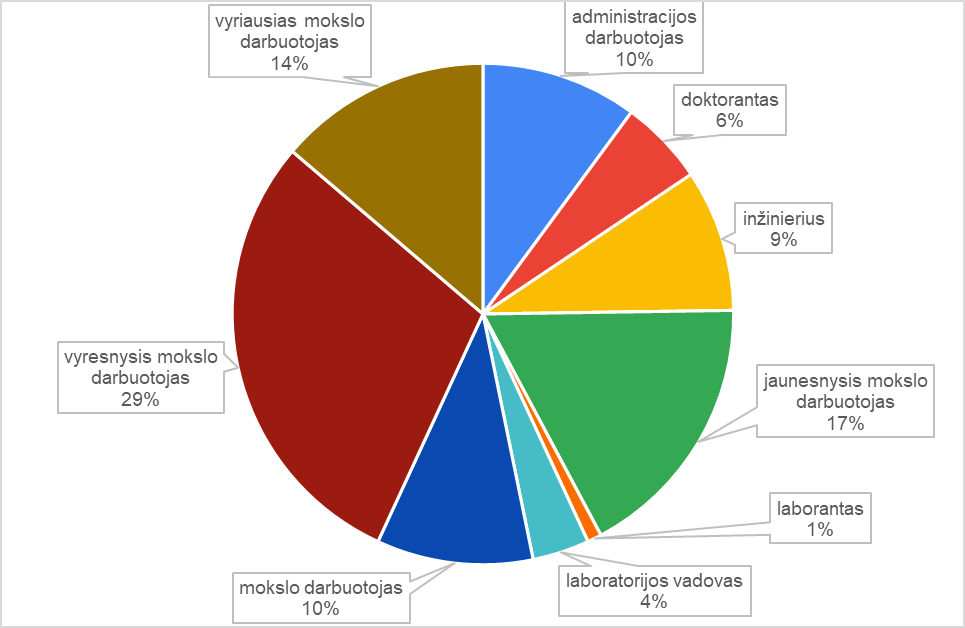 vyriausias mokslo
darbuotojas
14%
administracijos
darbuotojas
10%
doktorantas
6%
inžinierius
9%
jaunesnysis mokslo
darbuotojas
17%
laborantas
1%
laboratorijos vadovas
4%
mokslo darbuotojas
10%
vyresnysis mokslo
darbuotojas
29%